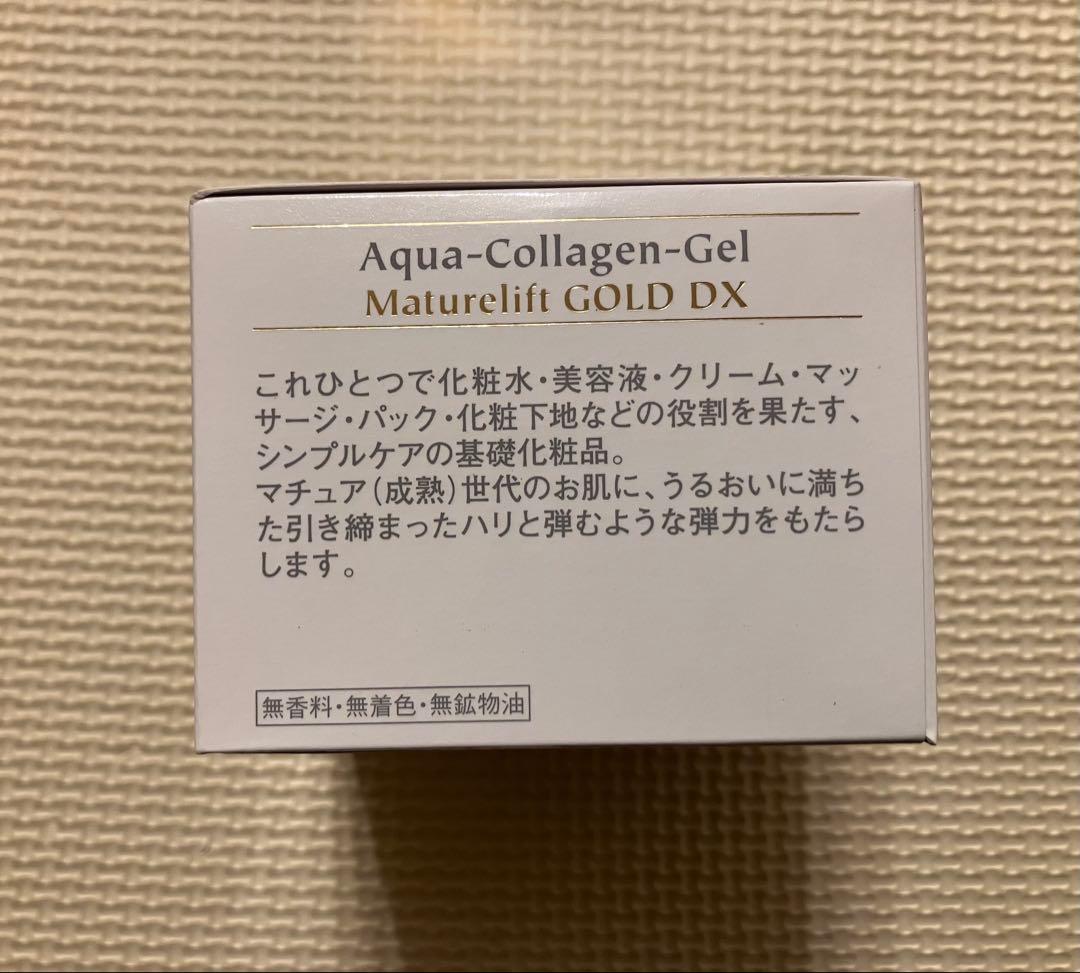 Aqua-Collagen-Gel
Maturelift GOLD DX
これひとつで化粧水・美容液・クリーム・マッ
サージ・パック・化粧下地などの役割を果たす、
シンプルケアの基礎化粧品。
マチュア(成熟)世代のお肌に、うるおいに満ち
た引き締まったハリと弾むような弾力をもたら
します。
無香料・無着色・無鉱物油